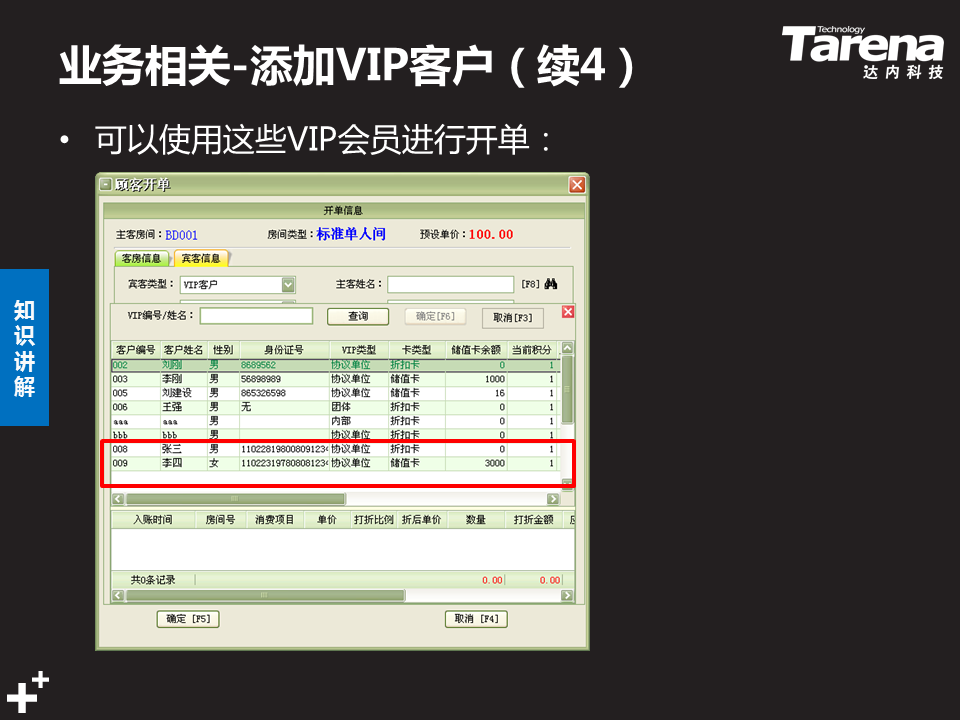 业务相关-添加VIP客户（续4）
Technology
Tarena
达内科技
• 可以使用这些VIP会员进行开单：
知识讲解
顾客开单
开单信息
主客房间：BD001 房间类型：标准单人间 预设单价：100.00
客房信息 宾客信息
宾客类型：VIP客户 主客姓名： [F8]
VIP编号/姓名： 查询 确定[F6] 取消[F3]
客户编号 客户姓名 性别 身份证号 VIP类型 卡类型 储值卡余额 当前积分
002 刘刚 男 8689562 协议单位 折扣卡 0 1
003 李刚 男 56898989 协议单位 储值卡 1000 1
005 刘建设 男 865326598 协议单位 储值卡 16 1
006 王强 男 无 团体 折扣卡 0 1
aaa aaa 男 内部 折扣卡 0 1
bbb bbb 男 协议单位 折扣卡 0 1
008 张三 男 11022819800809123 协议单位 折扣卡 0 1
009 李四 女 11022319780808123 协议单位 储值卡 3000 1
入账时间 房间号 消费项目 单价 打折比例 折后单价 数量 打折金额
共0条记录 0.00 0.00
确定 [F5] 取消 [F4]